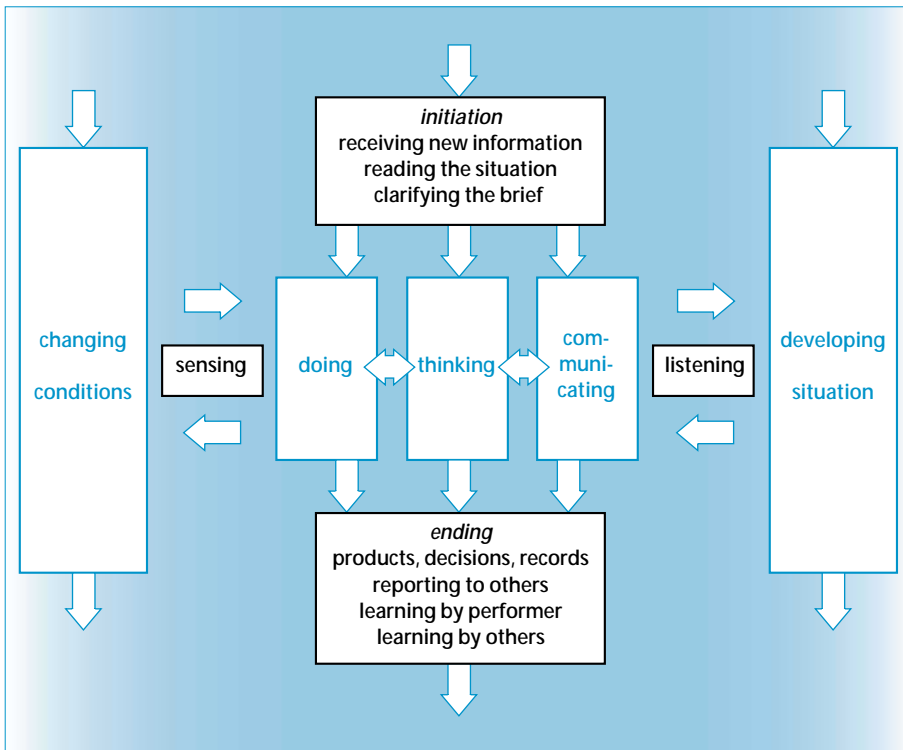 initiation
receiving new information
reading the situation
clarifying the brief
changing
conditions
sensing
doing
thinking
com-
muni-
cating
listening
developing
situation
ending
products, decisions, records
reporting to others
learning by performer
learning by others